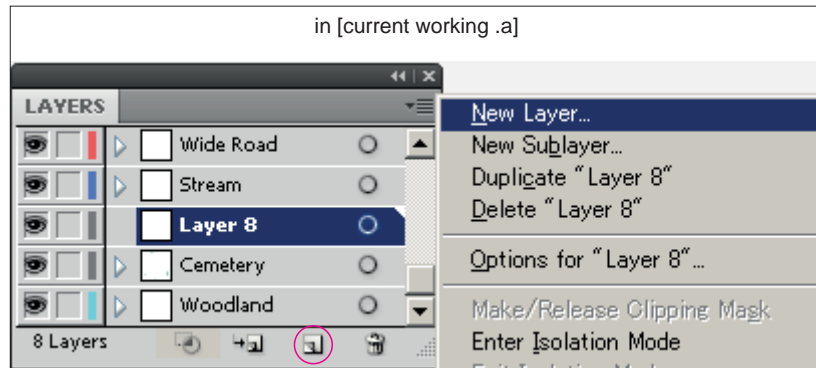 in [current working .a]
LAYERS
Wide Road
Stream
Layer 8
Cemetery
Woodland
8 Layers
New Layer...
New Sublayer...
Duplicate "Layer 8"
Delete "Layer 8"
Options for "Layer 8"...
Make/Release Clipping Mask
Enter Isolation Mode